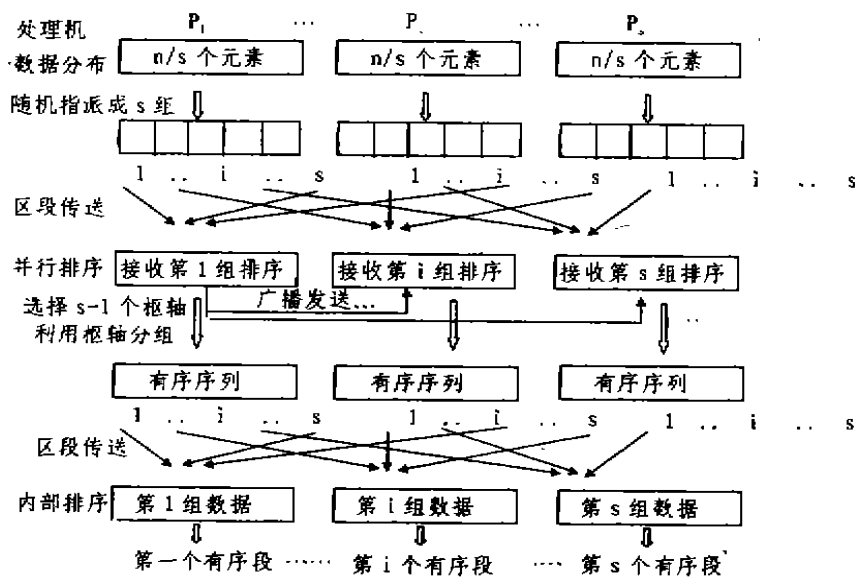 处理机 P₁ … P … Pₛ
数据分布 n/s 个元素 n/s 个元素 n/s 个元素
随机指派成 s 组
1 .. i .. s 1 .. i .. s 1 .. i .. s
区段传送
并行排序 接收第 1 组排序 接收第 i 组排序 接收第 s 组排序
选择 s-1 个枢轴 广播发送...
利用枢轴分组
有序序列 有序序列 有序序列
1 .. i .. s 1 .. i .. s 1 .. i .. s
区段传送
内部排序 第 1 组数据 第 i 组数据 第 s 组数据
第一个有序段 …… 第 i 个有序段 …… 第 s 个有序段